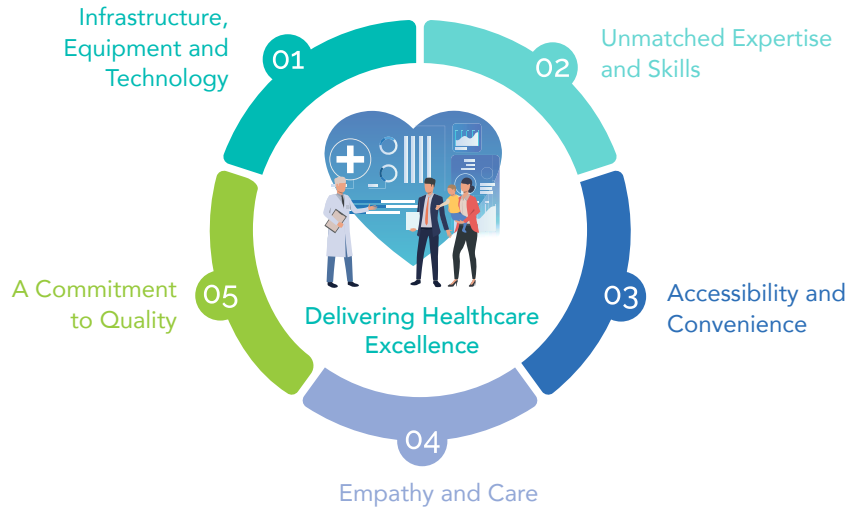 Infrastructure,
Equipment and
Technology
01
02
Unmatched Expertise
and Skills
03
Accessibility and
Convenience
04
Empathy and Care
05
A Commitment
to Quality
Delivering Healthcare
Excellence